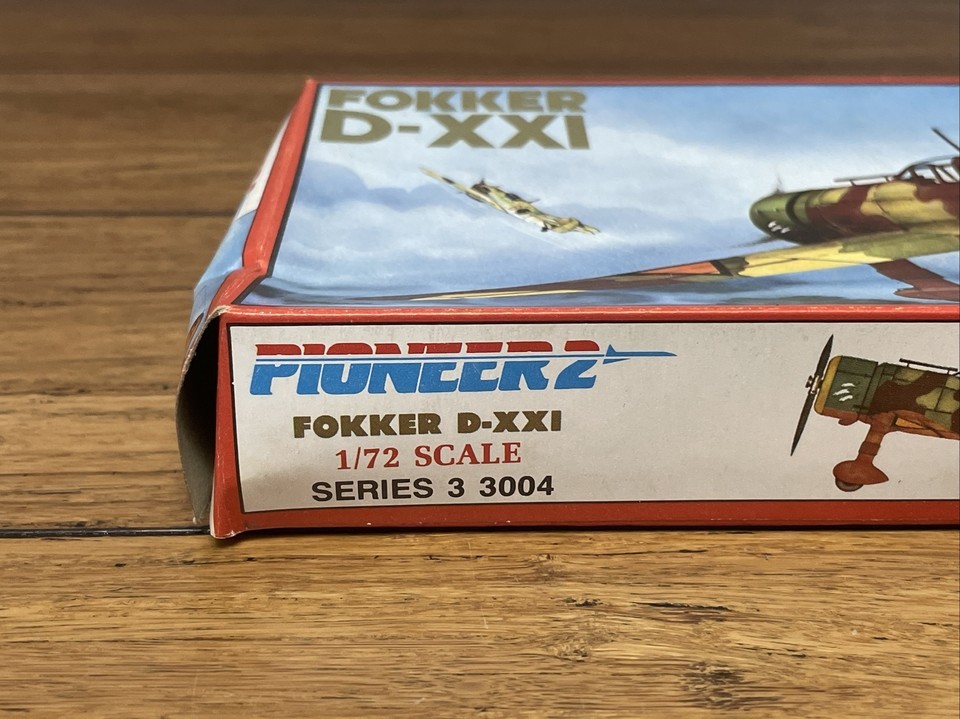 FOKKER
D-XXI
PIONEER 2
FOKKER D-XXI
1/72 SCALE
SERIES 3 3004